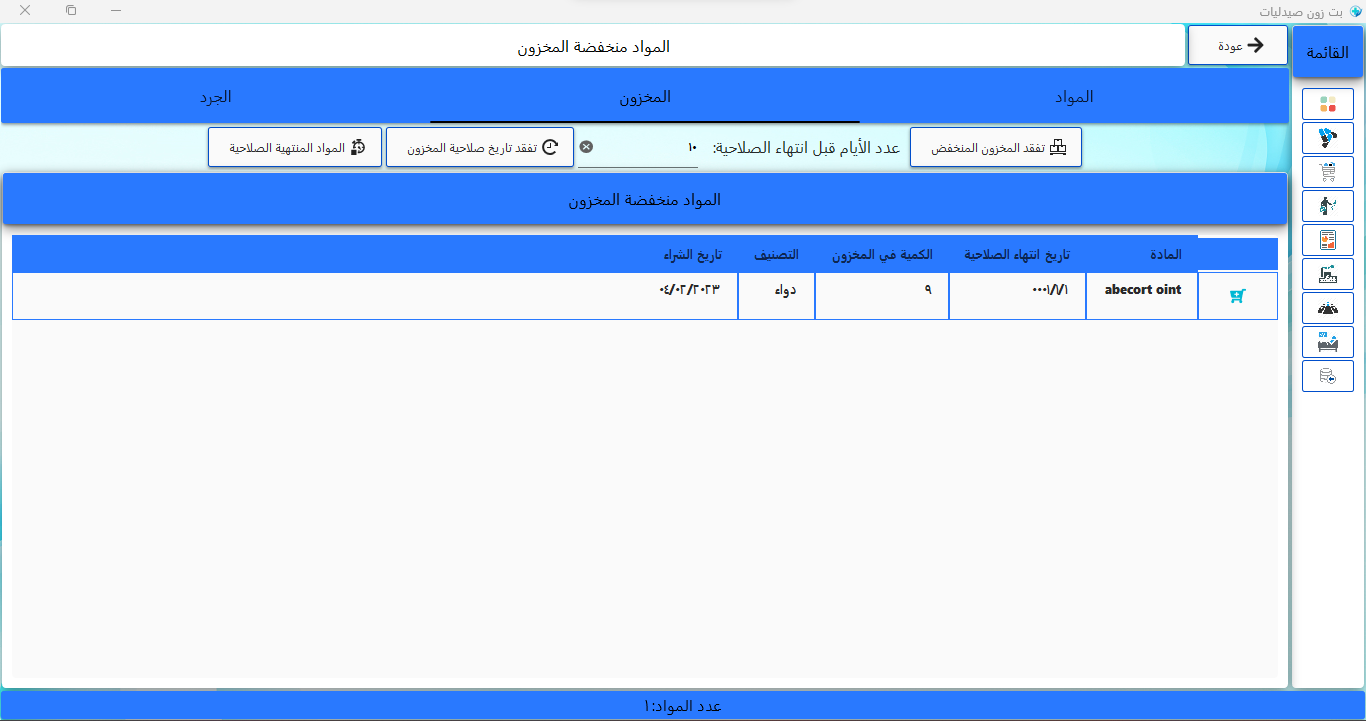 بت زون صيدليات
القائمة
عودة
المواد منخفضة المخزون
المواد
المخزون
الجرد
تفقد المخزون المنخفض
عدد الأيام قبل انتهاء الصلاحية:
١٠
تفقد تاريخ صلاحية المخزون
المواد المنتهية الصلاحية
المواد منخفضة المخزون
المادة تاريخ انتهاء الصلاحية الكمية في المخزون التصنيف تاريخ الشراء
abecort oint ٠٠٠١/١/١ ٩ دواء ٠٤/٠٢/٢٠٢٣
عدد المواد:١